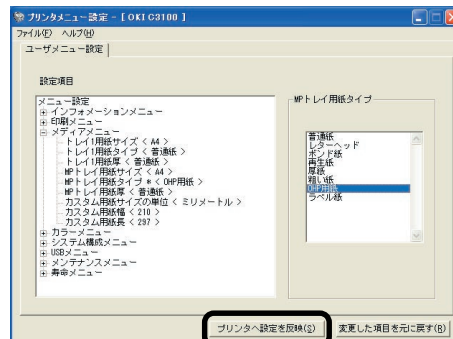 プリンタメニュー設定 - [ OKI C3100 ]
ファイル(F) ヘルプ(H)
ユーザメニュー設定
設定項目
メニュー設定
インフォメーションメニュー
印刷メニュー
メディアメニュー
トレイ1用紙サイズ < A4 >
トレイ1用紙タイプ < 普通紙 >
トレイ1用紙厚 < 普通紙 >
MPトレイ用紙サイズ < A4 >
MPトレイ用紙タイプ * < OHP用紙 >
MPトレイ用紙厚 < 普通紙 >
カスタム用紙サイズの単位 < ミリメートル >
カスタム用紙幅 < 210 >
カスタム用紙長 < 297 >
カラーメニュー
システム構成メニュー
USBメニュー
メンテナンスメニュー
寿命メニュー
MPトレイ用紙タイプ
普通紙
レターヘッド
ボンド紙
再生紙
厚紙
粗い紙
OHP用紙
ラベル紙
プリンタへ設定を反映(S)
変更した項目を元に戻す(R)